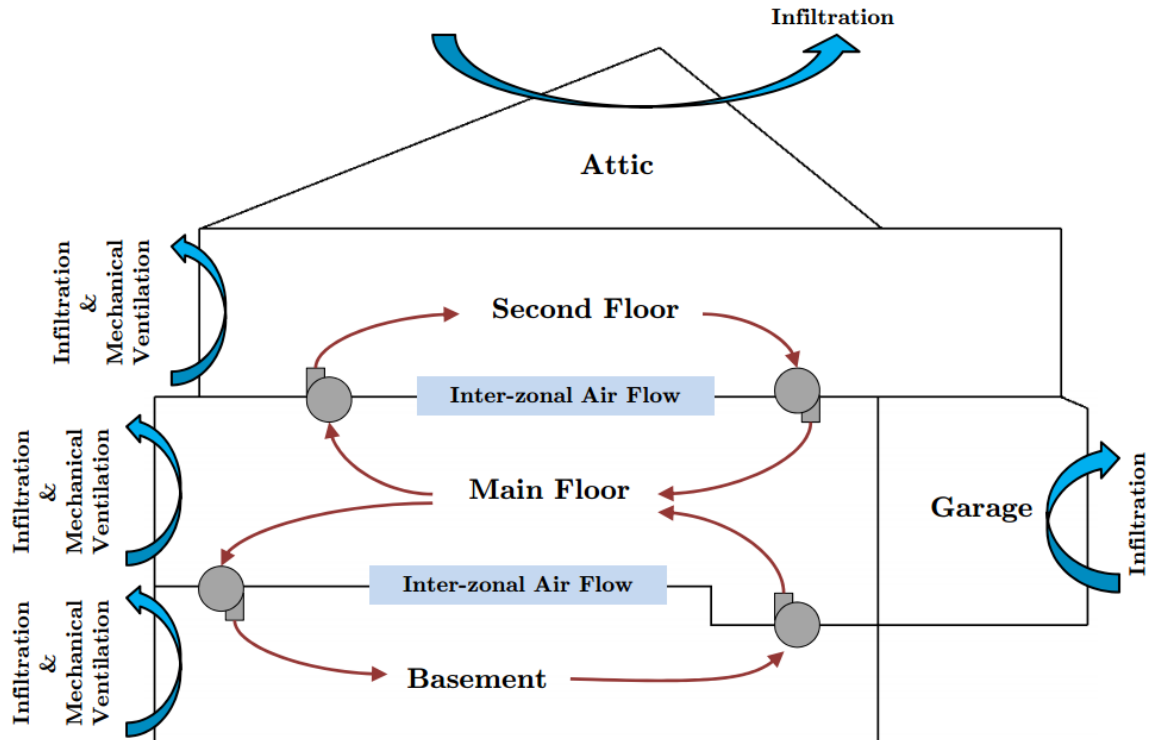 Infiltration
Attic
Infiltration
&
Mechanical
Ventilation
Second Floor
Inter-zonal Air Flow
Infiltration
&
Mechanical
Ventilation
Main Floor
Garage
Infiltration
Inter-zonal Air Flow
Infiltration
&
Mechanical
Ventilation
Basement